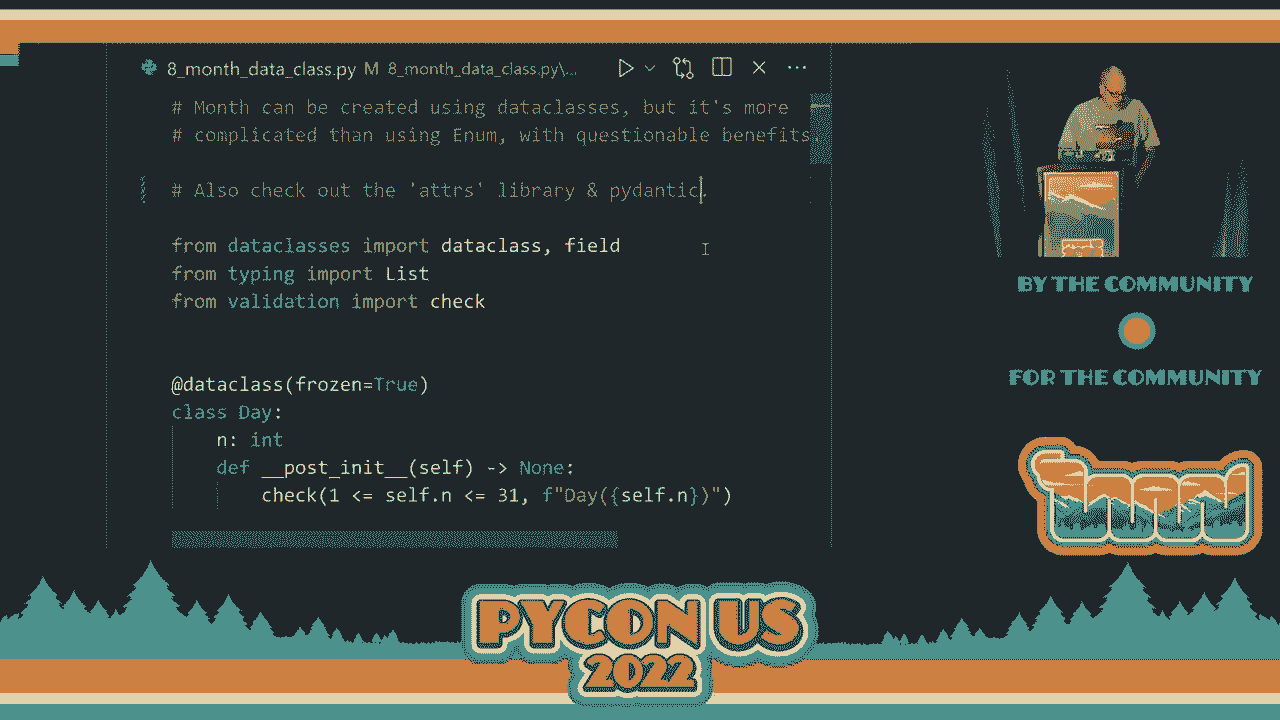 8_month_data_class.py M 8_month_data_class.py\...
# Month can be created using dataclasses, but it's more
# complicated than using Enum, with questionable benefits.
# Also check out the 'attrs' library & pydantic.
from dataclasses import dataclass, field
from typing import List
from validation import check
@dataclass(frozen=True)
class Day:
n: int
def __post_init__(self) -> None:
check(1 <= self.n <= 31, f"Day({self.n})")
BY THE COMMUNITY
FOR THE COMMUNITY
PYCON US
2022